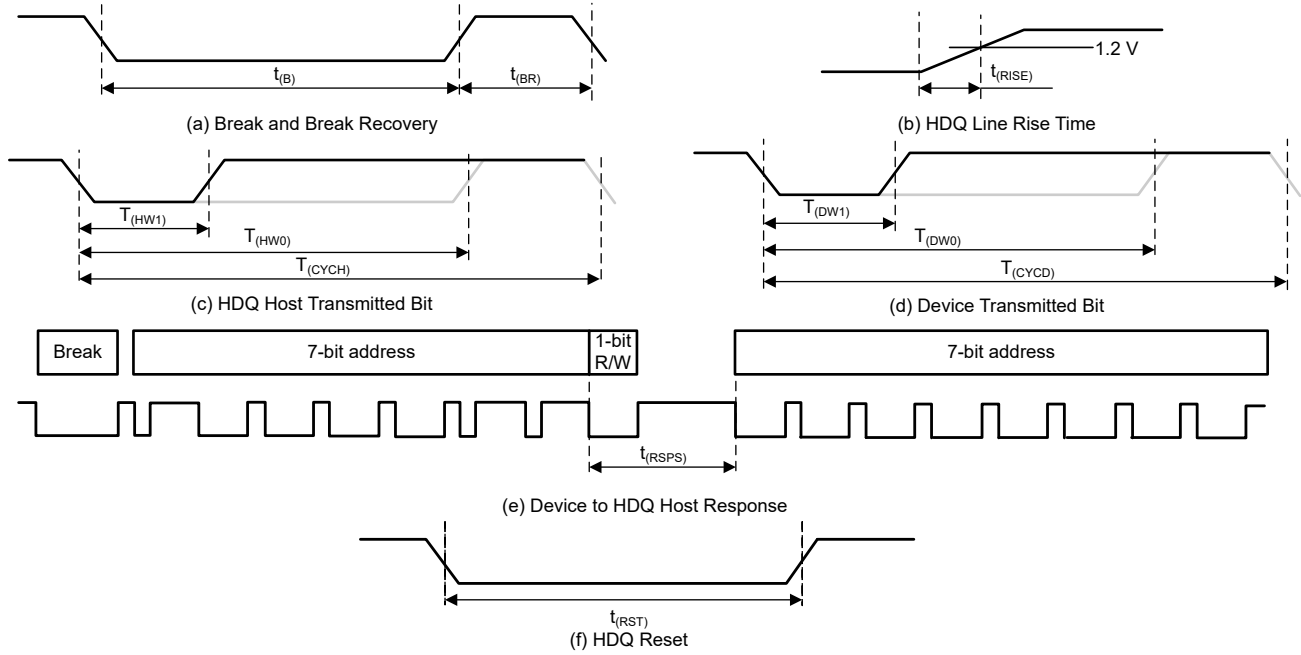 t(B)
t(BR)
(a) Break and Break Recovery
1.2 V
t(RISE)
(b) HDQ Line Rise Time
T(HW1)
T(HW0)
T(CYCH)
(c) HDQ Host Transmitted Bit
T(DW1)
T(DW0)
T(CYCD)
(d) Device Transmitted Bit
Break
7-bit address
1-bit
R/W
7-bit address
t(RSPS)
(e) Device to HDQ Host Response
t(RST)
(f) HDQ Reset